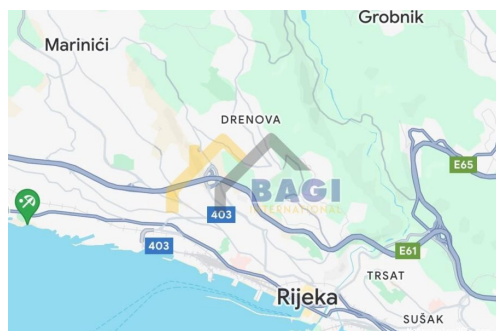 Grobnik
Marinići
DRENOVA
E65
BAGI
INTERNATIONAL
403
403
E61
TRSAT
Rijeka
SUŠAK